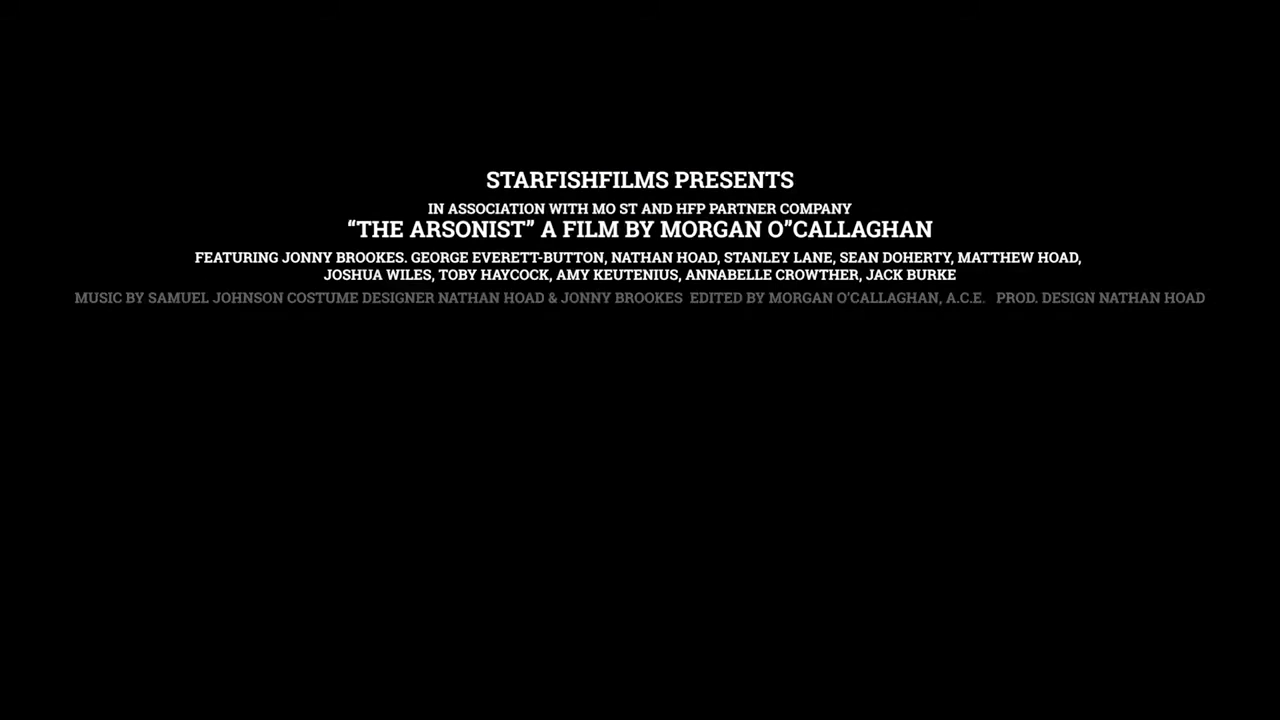 STARFISHFILMS PRESENTS
IN ASSOCIATION WITH MO ST AND HFP PARTNER COMPANY
“THE ARSONIST” A FILM BY MORGAN O”CALLAGHAN
FEATURING JONNY BROOKES. GEORGE EVERETT-BUTTON, NATHAN HOAD, STANLEY LANE, SEAN DOHERTY, MATTHEW HOAD,
JOSHUA WILES, TOBY HAYCOCK, AMY KEUTENIUS, ANNABELLE CROWTHER, JACK BURKE
MUSIC BY SAMUEL JOHNSON COSTUME DESIGNER NATHAN HOAD & JONNY BROOKES  EDITED BY MORGAN O’CALLAGHAN, A.C.E.   PROD. DESIGN NATHAN HOAD